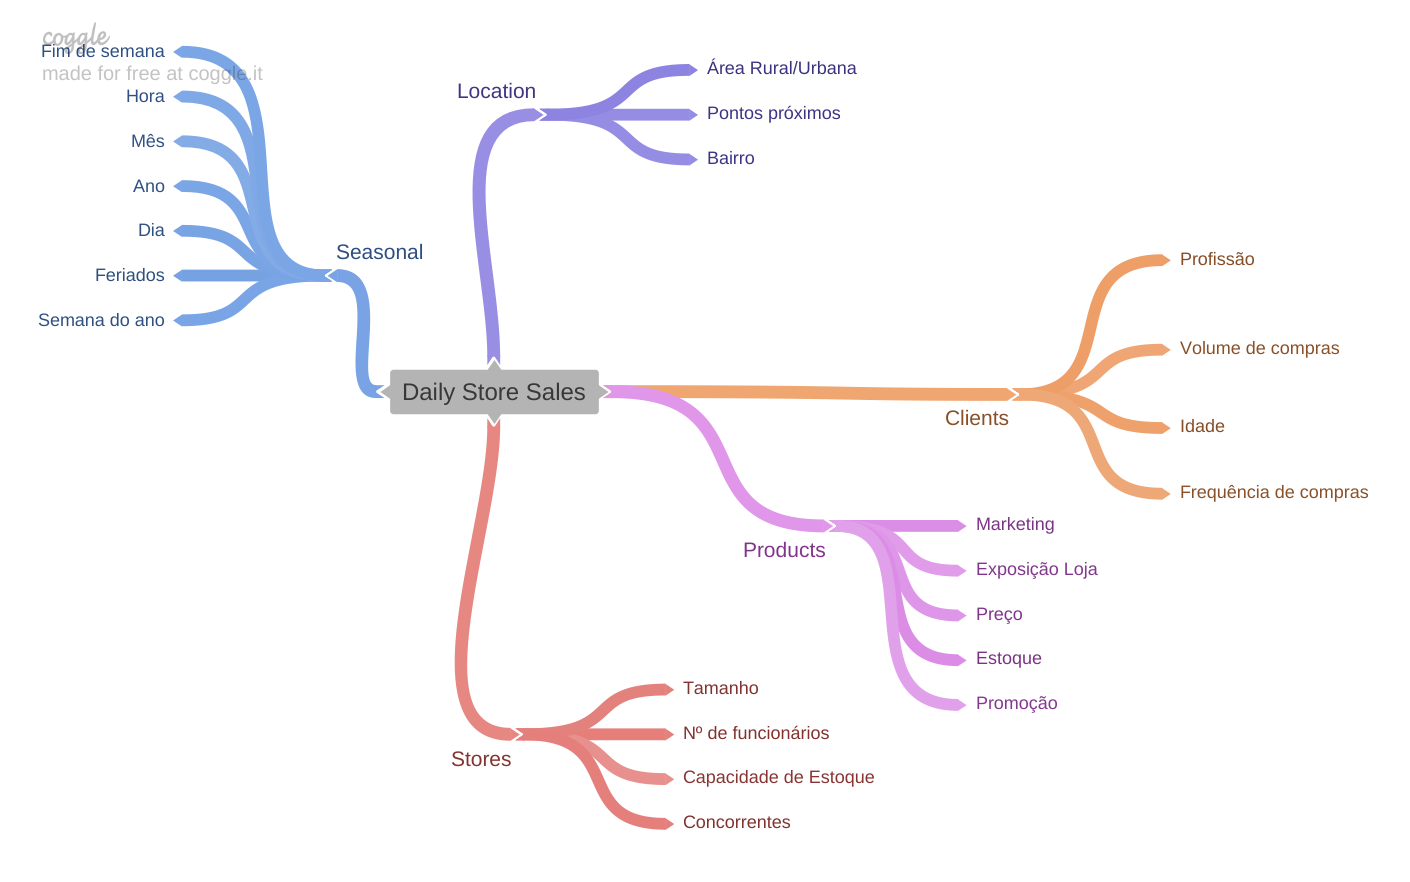 coggle
made for free at coggle.it
Fim de semana
Hora
Mês
Ano
Dia
Feriados
Semana do ano
Seasonal
Location
Área Rural/Urbana
Pontos próximos
Bairro
Daily Store Sales
Clients
Profissão
Volume de compras
Idade
Frequência de compras
Products
Marketing
Exposição Loja
Preço
Estoque
Promoção
Stores
Tamanho
Nº de funcionários
Capacidade de Estoque
Concorrentes